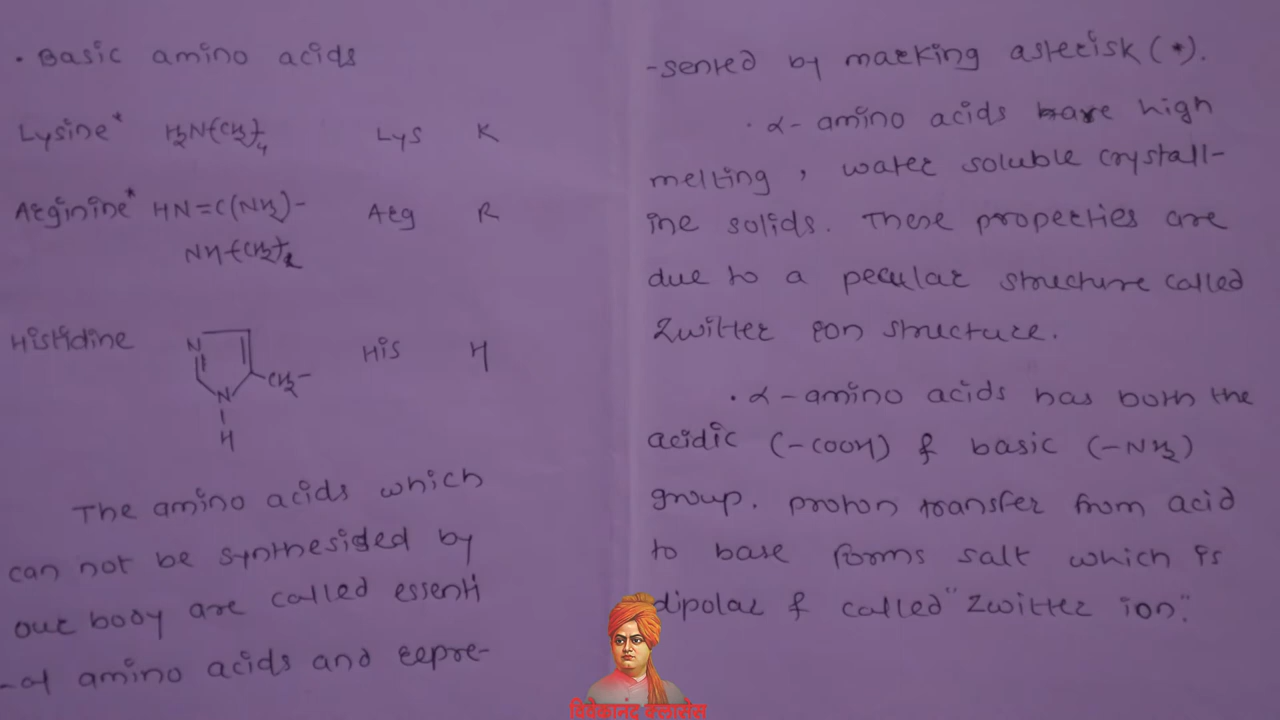 · Basic amino acids
Lysine* H₂N-(CH₂)₄- Lys K
Arginine* HN=C(NH₂)- Arg R
NH-(CH₂)₂
Histidine His H
N
CH₂-
N
H
The amino acids which
can not be synthesided by
our body are called essenti
-al amino acids and repre-
-sented by marking asterisk (*).
· α- amino acids have high
melting, water soluble crystall-
ine solids. These properties are
due to a pecular structure called
Zwitter ion structure.
· α- amino acids has both the
acidic (-COOH) & basic (-NH₂)
group. Proton transfer from acid
to base forms salt which is
dipolar & called "Zwitter ion".
विवेकानंद क्लासेस